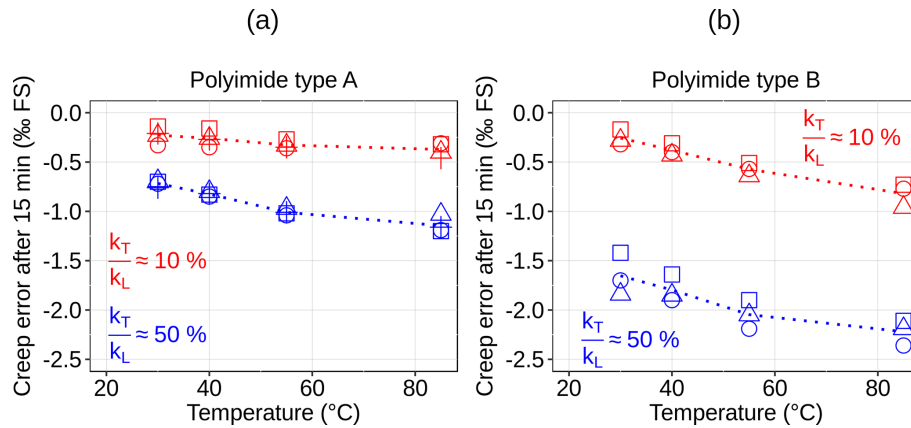 (a)
Polyimide type A
Creep error after 15 min (‰ FS)
0.0
-0.5
-1.0
-1.5
-2.0
-2.5
k_T
k_L
≈ 10 %
k_T
k_L
≈ 50 %
20
40
60
80
Temperature (°C)
(b)
Polyimide type B
Creep error after 15 min (‰ FS)
0.0
-0.5
-1.0
-1.5
-2.0
-2.5
k_T
k_L
≈ 10 %
k_T
k_L
≈ 50 %
20
40
60
80
Temperature (°C)